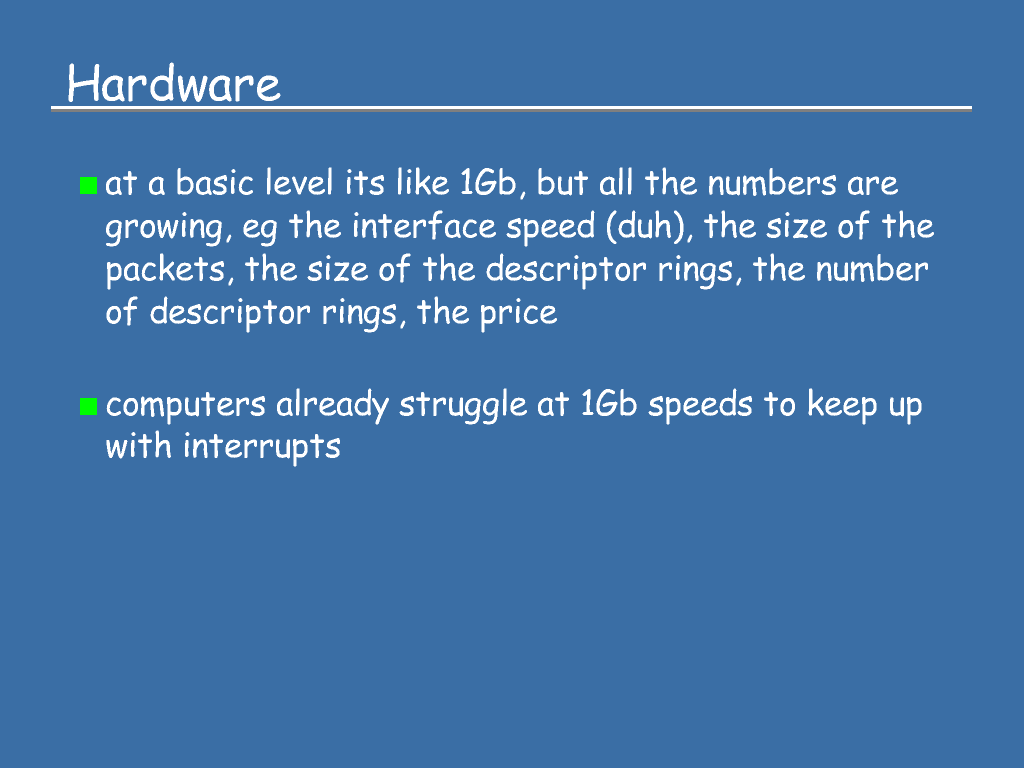 Hardware
at a basic level its like 1Gb, but all the numbers are
growing, eg the interface speed (duh), the size of the
packets, the size of the descriptor rings, the number
of descriptor rings, the price
computers already struggle at 1Gb speeds to keep up
with interrupts